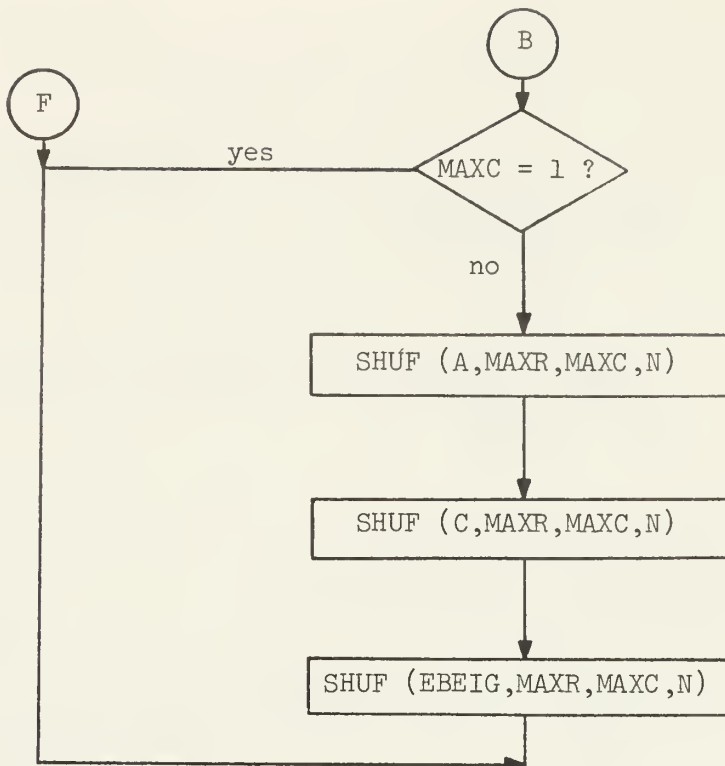 B
F
yes
MAXC = 1 ?
no
SHUF (A,MAXR,MAXC,N)
SHUF (C,MAXR,MAXC,N)
SHUF (EBEIG,MAXR,MAXC,N)